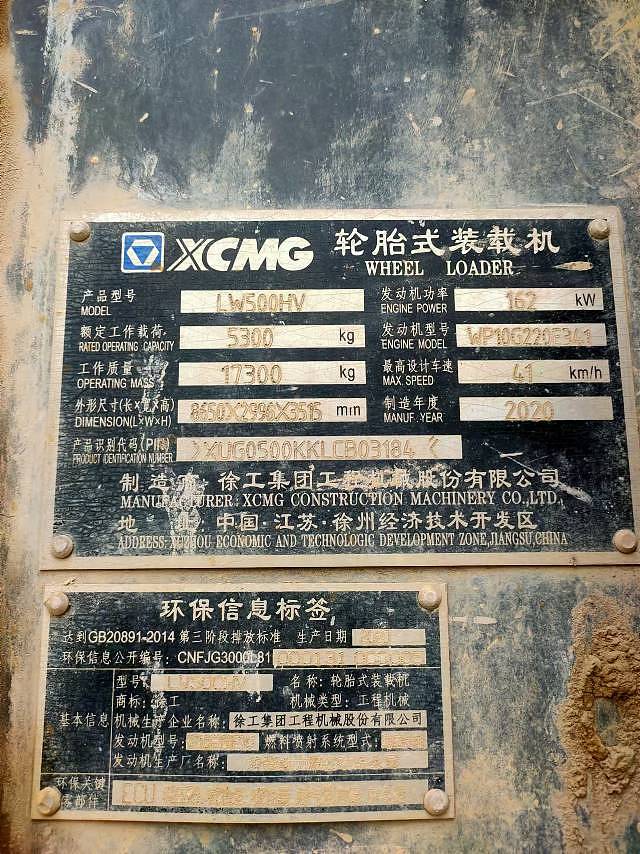 XCMG 轮胎式装载机
WHEEL LOADER
产品型号 LW500HV 发动机功率 162 kW
MODEL ENGINE POWER
额定工作载荷 5300 kg 发动机型号
RATED OPERATING CAPACITY ENGINE MODEL
工作质量 17300 kg 最高设计车速 41 km/h
OPERATING MASS MAX. SPEED
外形尺寸(长×宽×高) 8650X2996X3515 mm 制造年度 2020
DIMENSION(L×W×H) MANUF. YEAR
产品识别代码(PIN) XUG0500KKLCB03184
PRODUCT IDENTIFICATION NUMBER
制造商:徐工集团工程机械股份有限公司
MANUFACTURER: XCMG CONSTRUCTION MACHINERY CO.,LTD.
地 址:中国·江苏·徐州经济技术开发区
ADDRESS: XUZHOU ECONOMIC AND TECHNOLOGIC DEVELOPMENT ZONE,JIANGSU,CHINA
环保信息标签
达到GB20891-2014 第三阶段排放标准 生产日期
环保信息公开编号: CNFJG3000L81
型号: 名称: 轮胎式装载机
商标: 徐工 机械类型: 工程机械
基本信息 机械生产企业名称: 徐工集团工程机械股份有限公司
发动机型号: 燃料喷射系统型式:
发动机生产厂名称:
环保关键
零部件 ECU